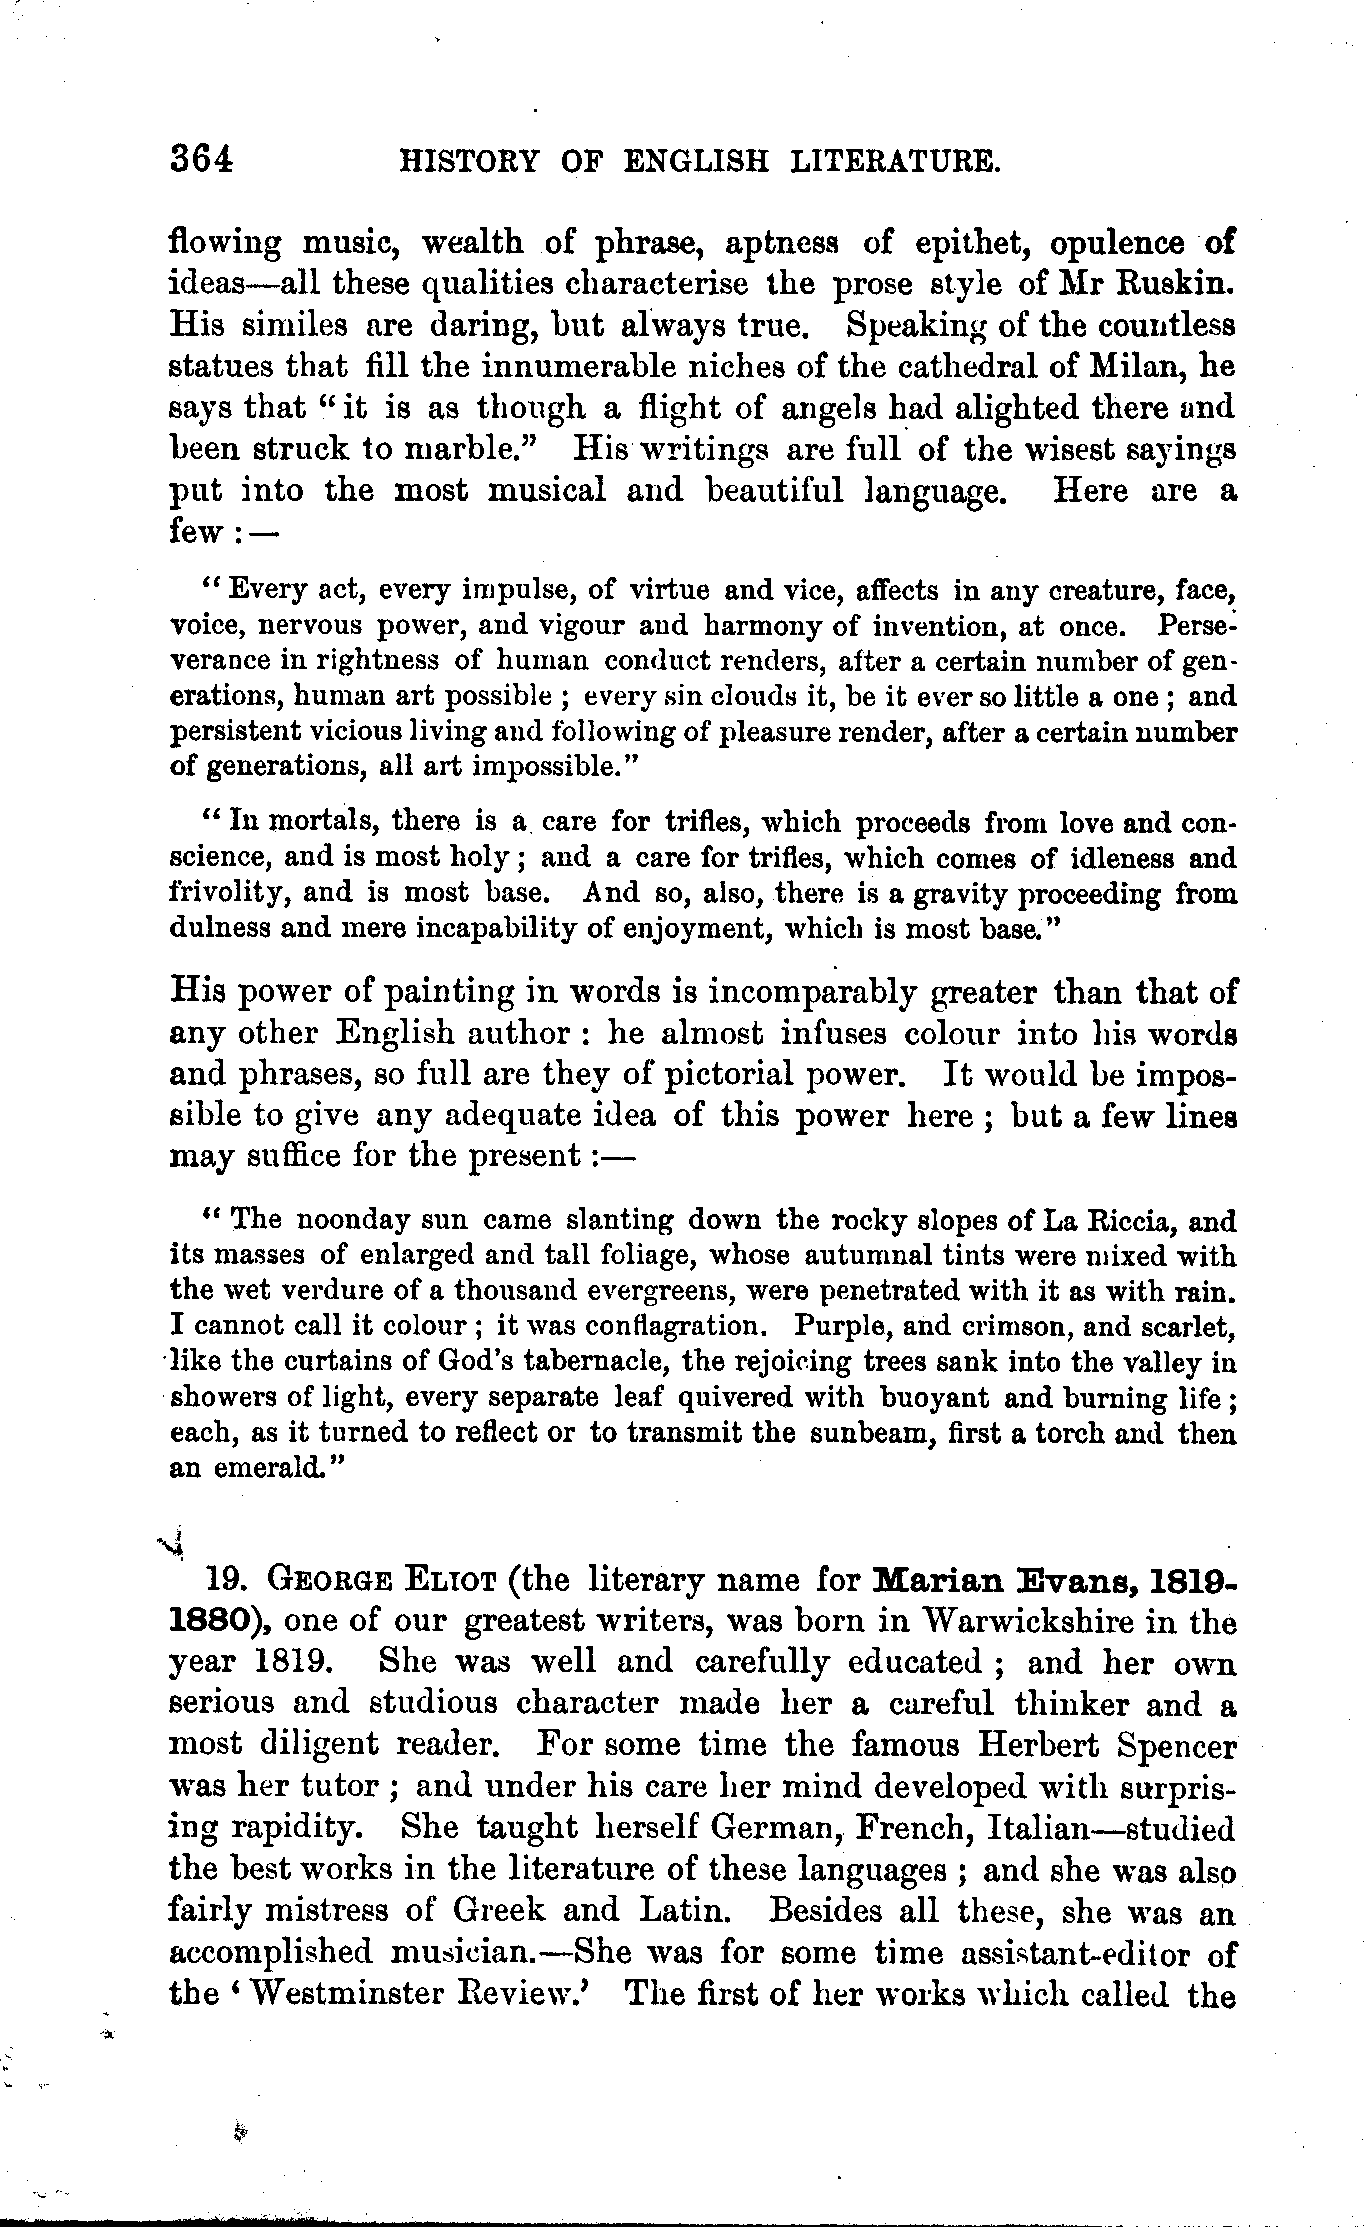 364 HISTORY OF ENGLISH LITERATURE.
flowing music, wealth of phrase, aptness of epithet, opulence of
ideas—all these qualities characterise the prose style of Mr Ruskin.
His similes are daring, but always true. Speaking of the countless
statues that fill the innumerable niches of the cathedral of Milan, he
says that “it is as though a flight of angels had alighted there and
been struck to marble.” His writings are full of the wisest sayings
put into the most musical and beautiful language. Here are a
few :—
“Every act, every impulse, of virtue and vice, affects in any creature, face,
voice, nervous power, and vigour and harmony of invention, at once. Perse-
verance in rightness of human conduct renders, after a certain number of gen-
erations, human art possible ; every sin clouds it, be it ever so little a one ; and
persistent vicious living and following of pleasure render, after a certain number
of generations, all art impossible.”
“In mortals, there is a care for trifles, which proceeds from love and con-
science, and is most holy ; and a care for trifles, which comes of idleness and
frivolity, and is most base. And so, also, there is a gravity proceeding from
dulness and mere incapability of enjoyment, which is most base.”
His power of painting in words is incomparably greater than that of
any other English author : he almost infuses colour into his words
and phrases, so full are they of pictorial power. It would be impos-
sible to give any adequate idea of this power here ; but a few lines
may suffice for the present :—
“The noonday sun came slanting down the rocky slopes of La Riccia, and
its masses of enlarged and tall foliage, whose autumnal tints were mixed with
the wet verdure of a thousand evergreens, were penetrated with it as with rain.
I cannot call it colour ; it was conflagration. Purple, and crimson, and scarlet,
like the curtains of God's tabernacle, the rejoicing trees sank into the valley in
showers of light, every separate leaf quivered with buoyant and burning life ;
each, as it turned to reflect or to transmit the sunbeam, first a torch and then
an emerald.”
19. GEORGE ELIOT (the literary name for Marian Evans, 1819-
1880), one of our greatest writers, was born in Warwickshire in the
year 1819. She was well and carefully educated ; and her own
serious and studious character made her a careful thinker and a
most diligent reader. For some time the famous Herbert Spencer
was her tutor ; and under his care her mind developed with surpris-
ing rapidity. She taught herself German, French, Italian—studied
the best works in the literature of these languages ; and she was also
fairly mistress of Greek and Latin. Besides all these, she was an
accomplished musician.—She was for some time assistant-editor of
the ‘Westminster Review.’ The first of her works which called the